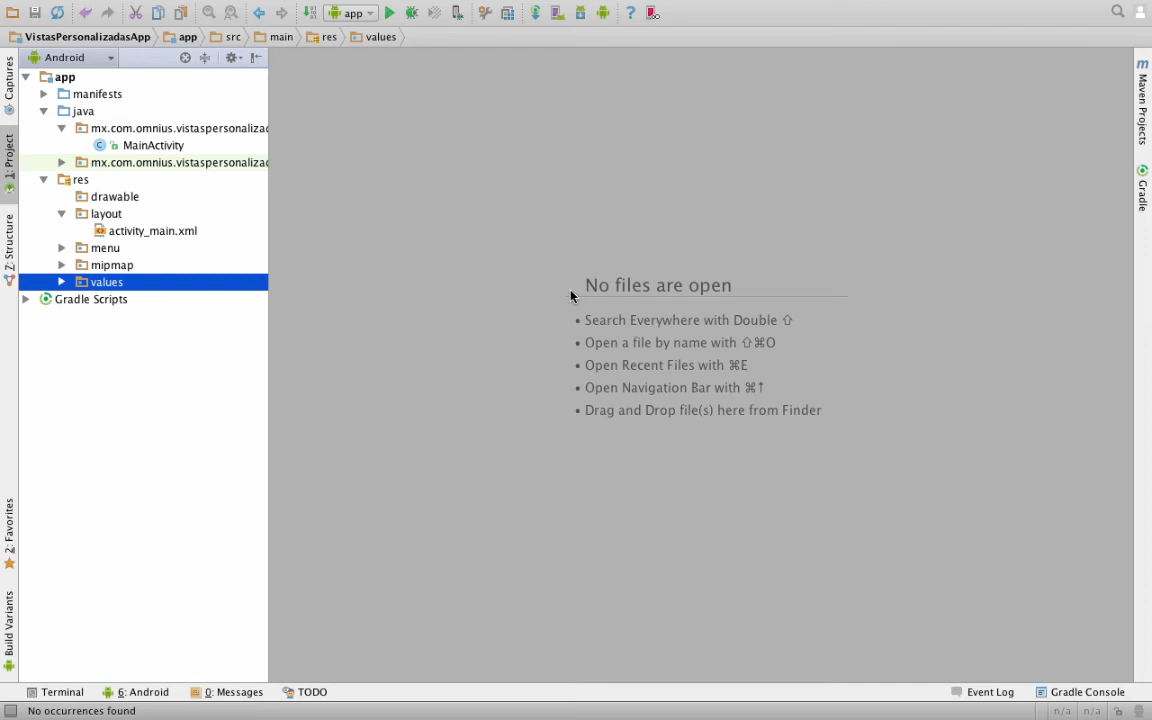 app
VistasPersonalizadasApp app src main res values
Android
app
manifests
java
mx.com.omnius.vistaspersonaliza
MainActivity
mx.com.omnius.vistaspersonaliza
res
drawable
layout
activity_main.xml
menu
mipmap
values
Gradle Scripts
Captures
1: Project
Z: Structure
2: Favorites
Build Variants
No files are open
• Search Everywhere with Double ⇧
• Open a file by name with ⇧⌘O
• Open Recent Files with ⌘E
• Open Navigation Bar with ⌘↑
• Drag and Drop file(s) here from Finder
m
Maven Projects
Gradle
Terminal 6: Android 0: Messages TODO Event Log Gradle Console
No occurrences found n/a n/a